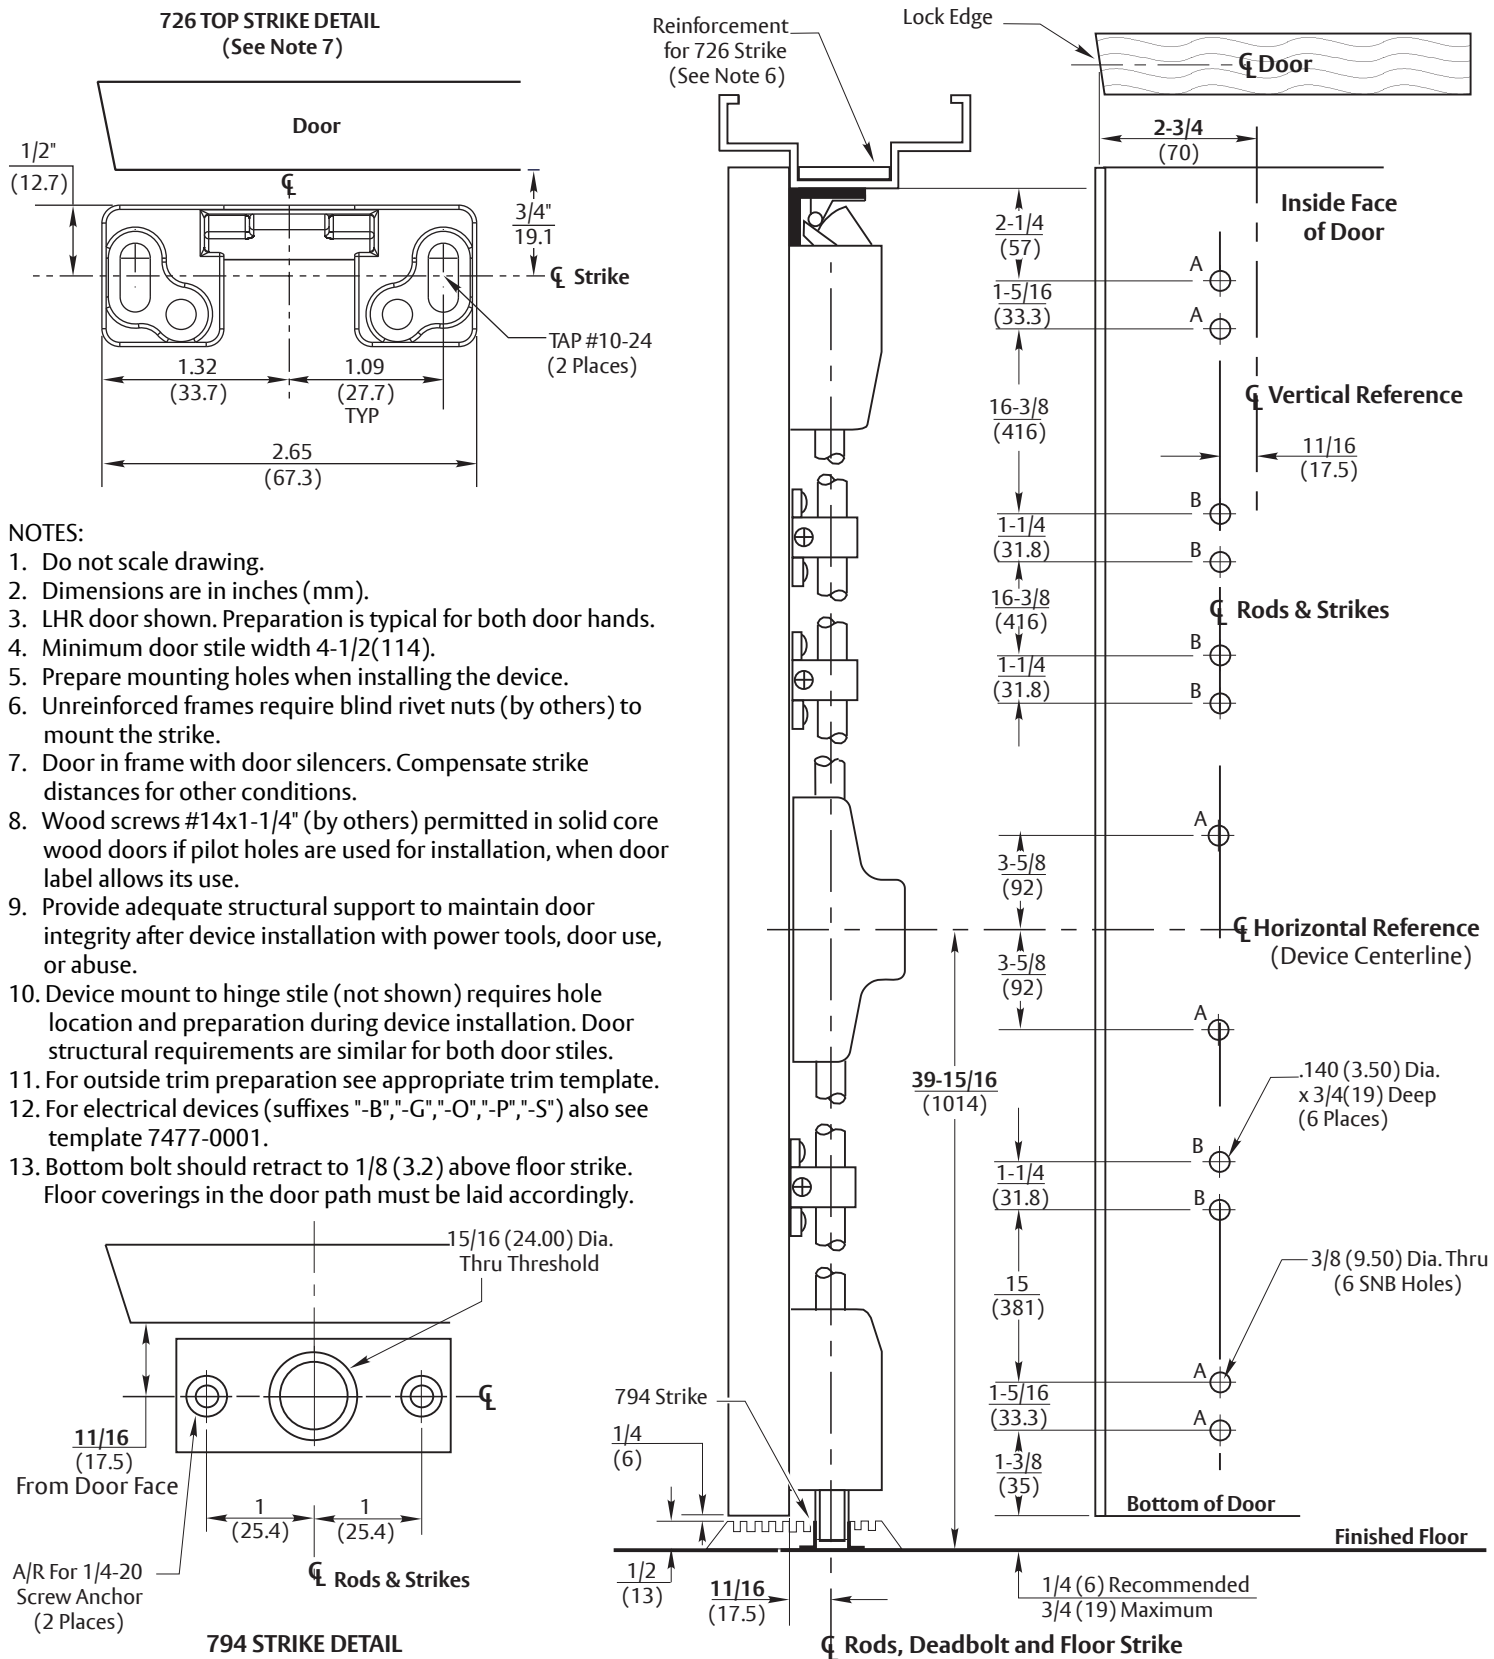 726 TOP STRIKE DETAIL
(See Note 7)
Door
1/2"
(12.7)
℄
3/4"
19.1
℄ Strike
TAP #10-24
(2 Places)
1.32
(33.7)
1.09
(27.7)
TYP
2.65
(67.3)
NOTES:
1. Do not scale drawing.
2. Dimensions are in inches (mm).
3. LHR door shown. Preparation is typical for both door hands.
4. Minimum door stile width 4-1/2(114).
5. Prepare mounting holes when installing the device.
6. Unreinforced frames require blind rivet nuts (by others) to
mount the strike.
7. Door in frame with door silencers. Compensate strike
distances for other conditions.
8. Wood screws #14x1-1/4" (by others) permitted in solid core
wood doors if pilot holes are used for installation, when door
label allows its use.
9. Provide adequate structural support to maintain door
integrity after device installation with power tools, door use,
or abuse.
10. Device mount to hinge stile (not shown) requires hole
location and preparation during device installation. Door
structural requirements are similar for both door stiles.
11. For outside trim preparation see appropriate trim template.
12. For electrical devices (suffixes "-B","-G","-O","-P","-S") also see
template 7477-0001.
13. Bottom bolt should retract to 1/8 (3.2) above floor strike.
Floor coverings in the door path must be laid accordingly.
15/16 (24.00) Dia.
Thru Threshold
℄
11/16
(17.5)
From Door Face
1
(25.4)
1
(25.4)
A/R For 1/4-20
Screw Anchor
(2 Places)
℄ Rods & Strikes
794 STRIKE DETAIL
Reinforcement
for 726 Strike
(See Note 6)
Lock Edge
℄ Door
2-3/4
(70)
Inside Face
of Door
2-1/4
(57)
A
1-5/16
(33.3)
A
℄ Vertical Reference
16-3/8
(416)
11/16
(17.5)
B
1-1/4
(31.8)
B
16-3/8
(416)
℄ Rods & Strikes
B
1-1/4
(31.8)
B
A
3-5/8
(92)
℄ Horizontal Reference
(Device Centerline)
3-5/8
(92)
A
39-15/16
(1014)
.140 (3.50) Dia.
x 3/4(19) Deep
(6 Places)
B
1-1/4
(31.8)
B
3/8 (9.50) Dia. Thru
(6 SNB Holes)
15
(381)
A
1-5/16
(33.3)
A
1-3/8
(35)
794 Strike
1/4
(6)
Bottom of Door
Finished Floor
1/2
(13)
11/16
(17.5)
1/4 (6) Recommended
3/4 (19) Maximum
℄ Rods, Deadbolt and Floor Strike